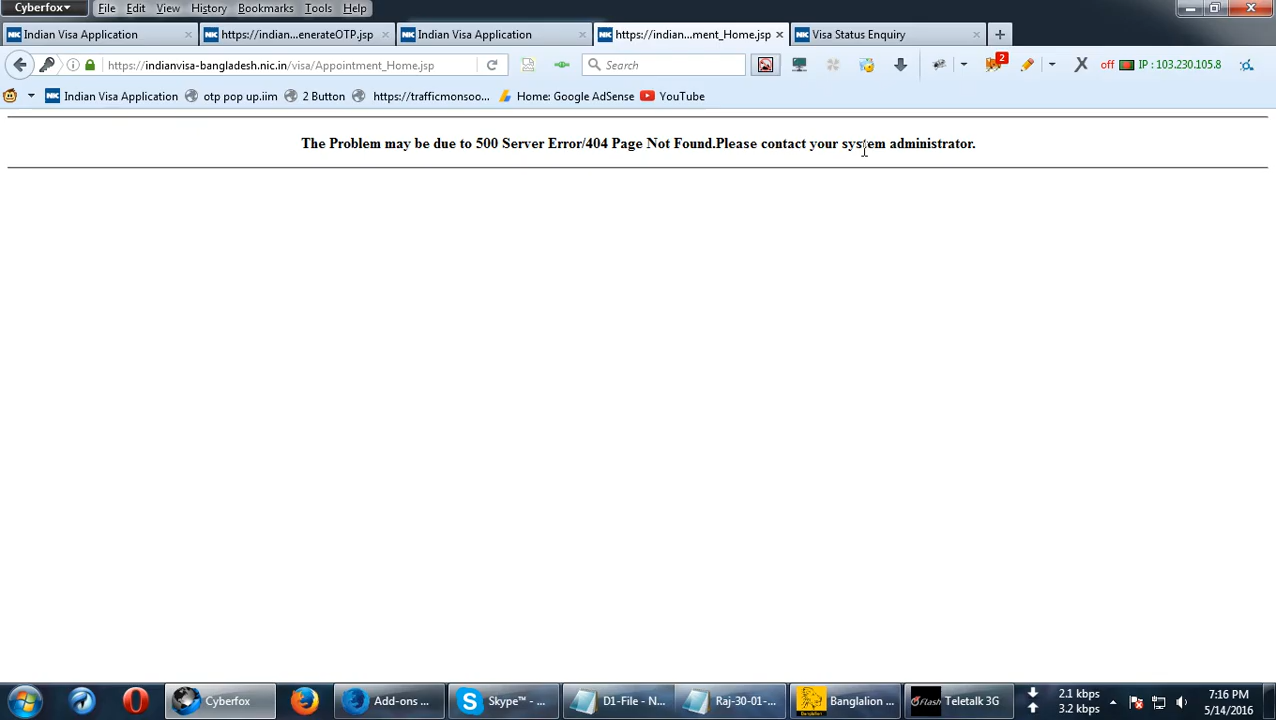 Cyberfox File Edit View History Bookmarks Tools Help
Indian Visa Application https://indian...enerateOTP.jsp Indian Visa Application https://indian...ment_Home.jsp Visa Status Enquiry
https://indianvisa-bangladesh.nic.in/visa/Appointment_Home.jsp Search 2 off IP : 103.230.105.8
Indian Visa Application otp pop up.iim 2 Button https://trafficmonsoo... Home: Google AdSense YouTube
The Problem may be due to 500 Server Error/404 Page Not Found.Please contact your system administrator.
Cyberfox Add-ons ... Skype™ - ... D1-File - N... Raj-30-01-... Banglalion ... Flash Teletalk 3G 2.1 kbps 7:16 PM
3.2 kbps 5/14/2016